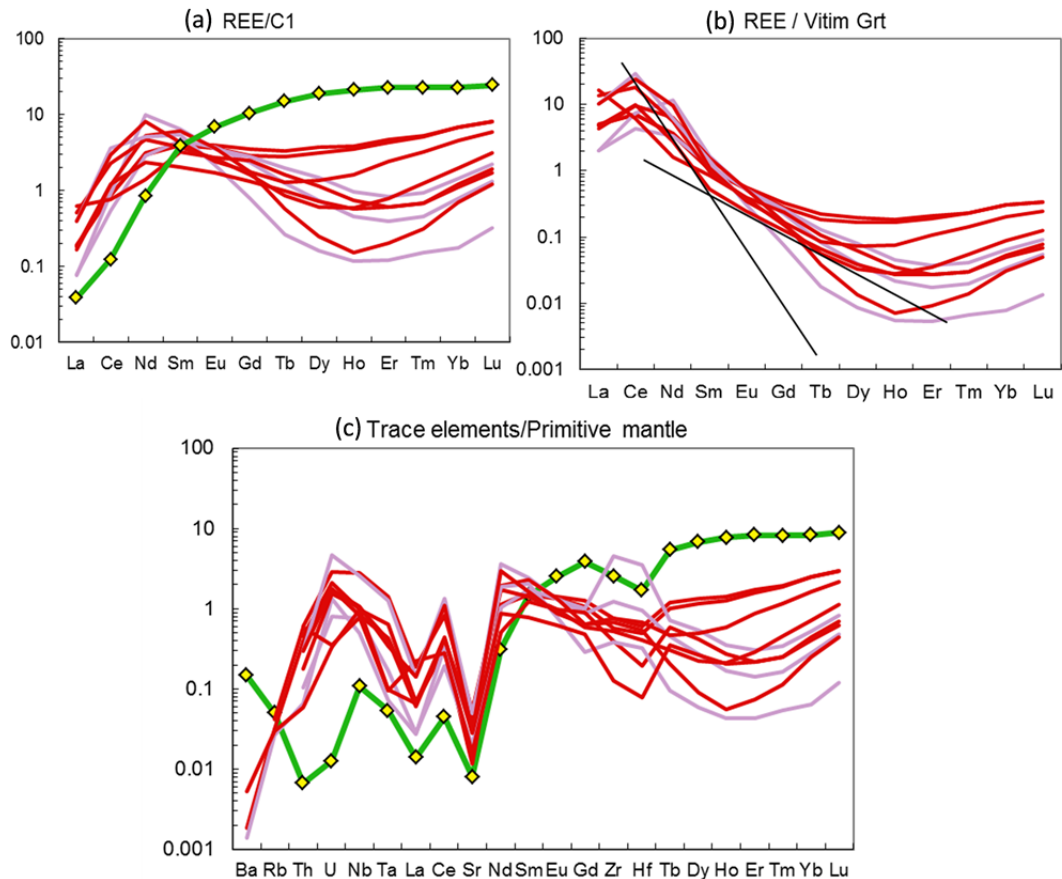 (a) REE/C1
100
10
1
0.1
0.01
La Ce Nd Sm Eu Gd Tb Dy Ho Er Tm Yb Lu
(b) REE / Vitim Grt
100
10
1
0.1
0.01
0.001
La Ce Nd Sm Eu Gd Tb Dy Ho Er Tm Yb Lu
(c) Trace elements/Primitive mantle
100
10
1
0.1
0.01
0.001
Ba Rb Th U Nb Ta La Ce Sr Nd Sm Eu Gd Zr Hf Tb Dy Ho Er Tm Yb Lu